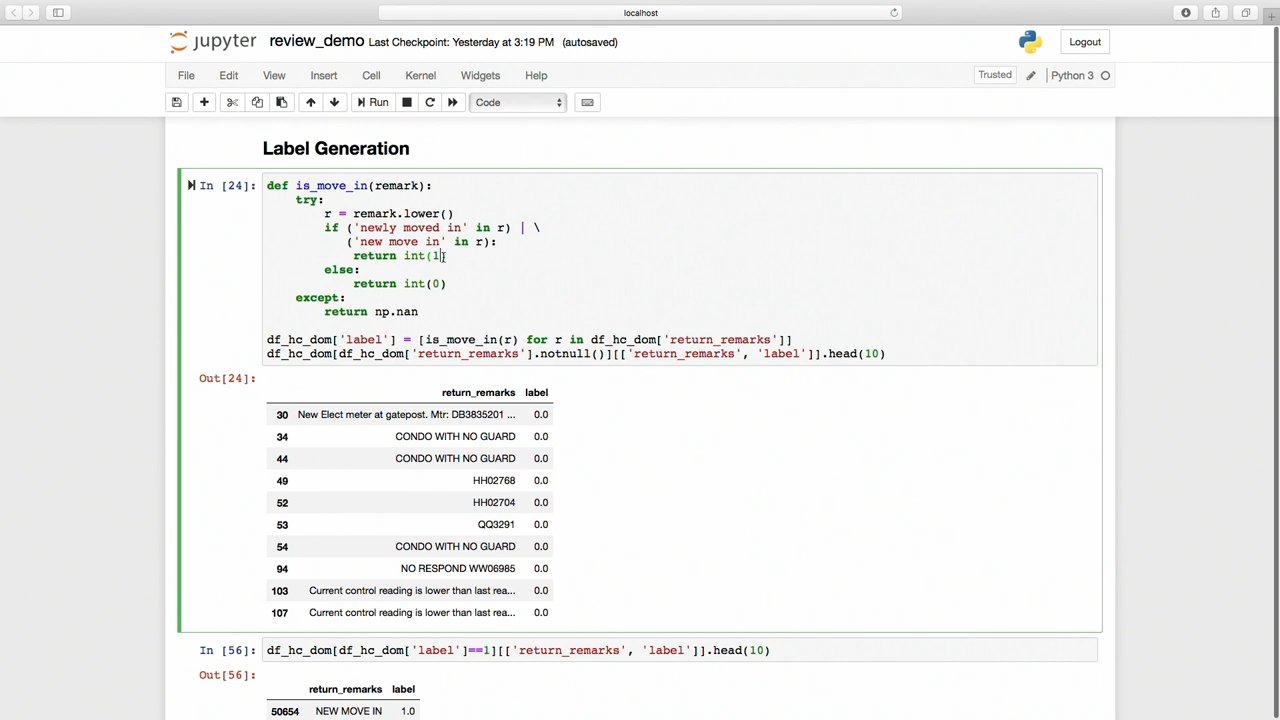 localhost
jupyter review_demo Last Checkpoint: Yesterday at 3:19 PM (autosaved)
Logout
File Edit View Insert Cell Kernel Widgets Help
Trusted Python 3
Run Code
Label Generation
In [24]:
def is_move_in(remark):
    try:
        r = remark.lower()
        if ('newly moved in' in r) | \
           ('new move in' in r):
            return int(1
        else:
            return int(0)
    except:
        return np.nan
df_hc_dom['label'] = [is_move_in(r) for r in df_hc_dom['return_remarks']]
df_hc_dom[df_hc_dom['return_remarks'].notnull()][['return_remarks', 'label']].head(10)
Out[24]:
return_remarks label
30 New Elect meter at gatepost. Mtr: DB3835201 ... 0.0
34 CONDO WITH NO GUARD 0.0
44 CONDO WITH NO GUARD 0.0
49 HH02768 0.0
52 HH02704 0.0
53 QQ3291 0.0
54 CONDO WITH NO GUARD 0.0
94 NO RESPOND WW06985 0.0
103 Current control reading is lower than last rea... 0.0
107 Current control reading is lower than last rea... 0.0
In [56]: df_hc_dom[df_hc_dom['label']==1][['return_remarks', 'label']].head(10)
Out[56]:
return_remarks label
50654 NEW MOVE IN 1.0